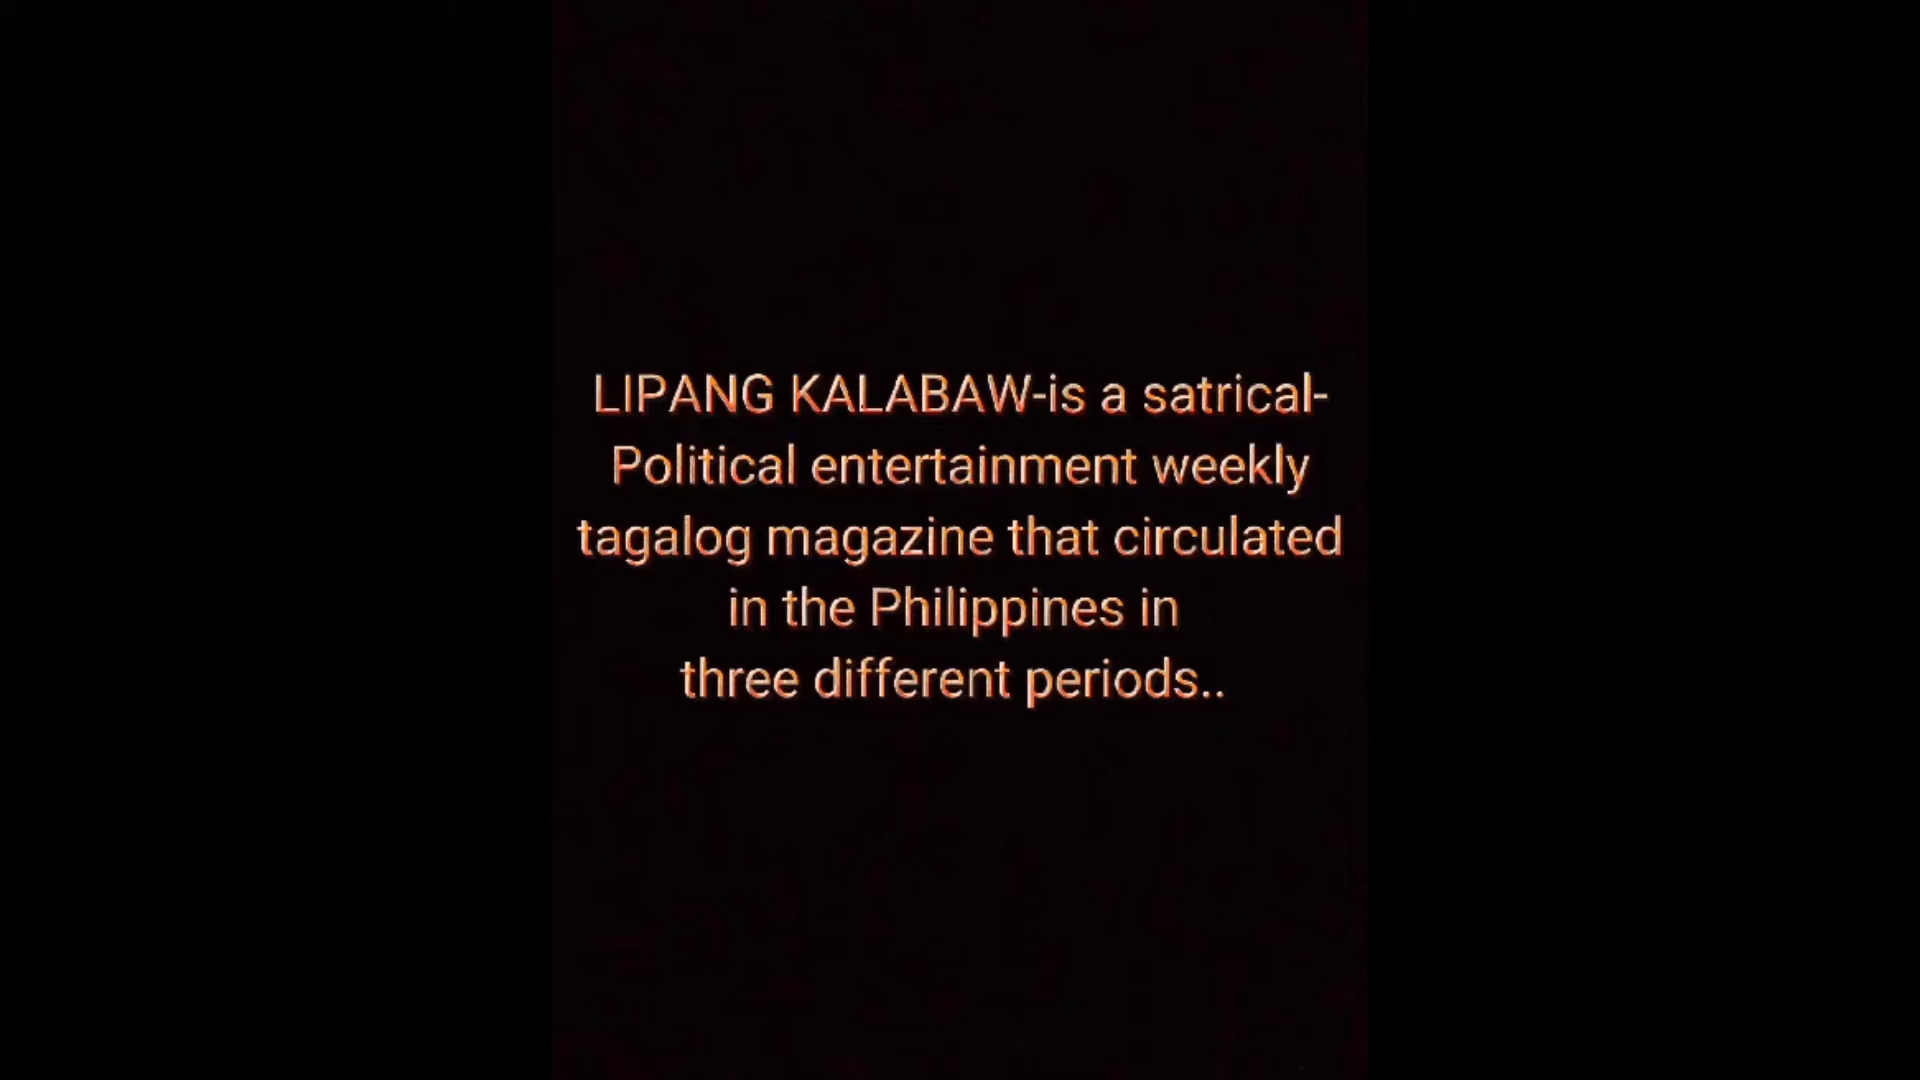 LIPANG KALABAW-is a satrical-
Political entertainment weekly
tagalog magazine that circulated
in the Philippines in
three different periods..